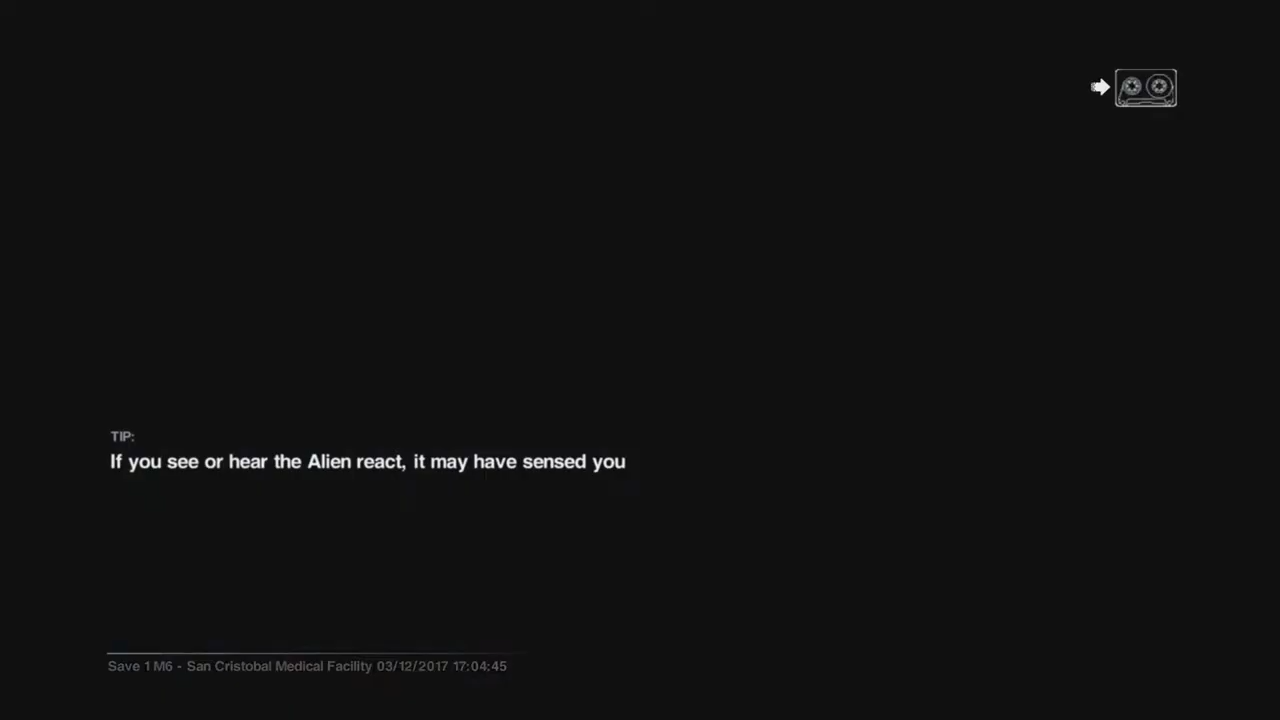 TIP:
If you see or hear the Alien react, it may have sensed you
Save 1 M6 - San Cristobal Medical Facility 03/12/2017 17:04:45